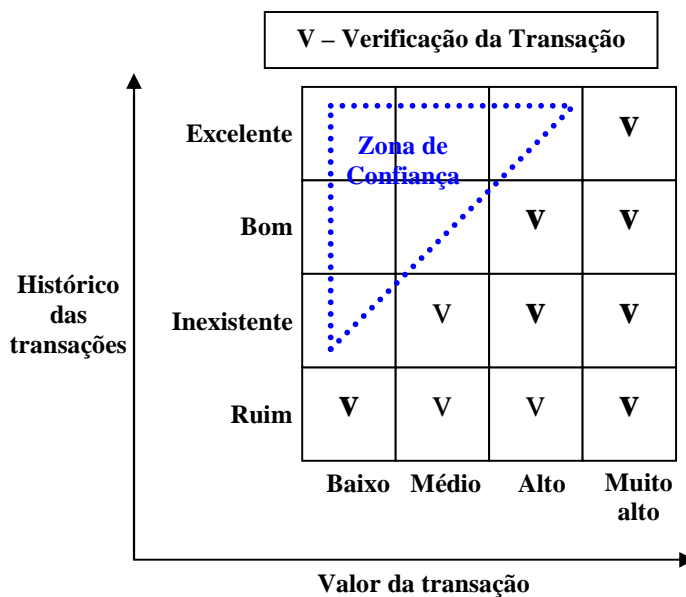 V – Verificação da Transação
Excelente
V
Zona de
Confiança
Bom
V
V
Histórico
das
transações
Inexistente
V
V
V
Ruim
V
V
V
V
Baixo
Médio
Alto
Muito
alto
Valor da transação